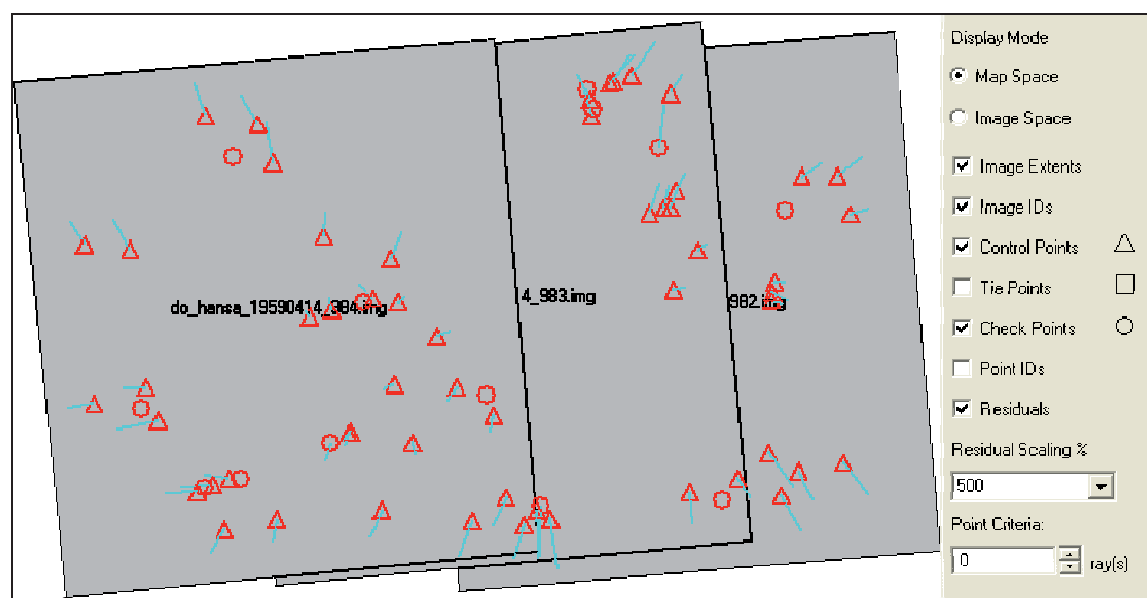 do_hansa_19590414_984.img
4_983.img
982.img
Display Mode
Map Space
Image Space
Image Extents
Image IDs
Control Points
Tie Points
Check Points
Point IDs
Residuals
Residual Scaling %
500
Point Criteria:
0 ray(s)